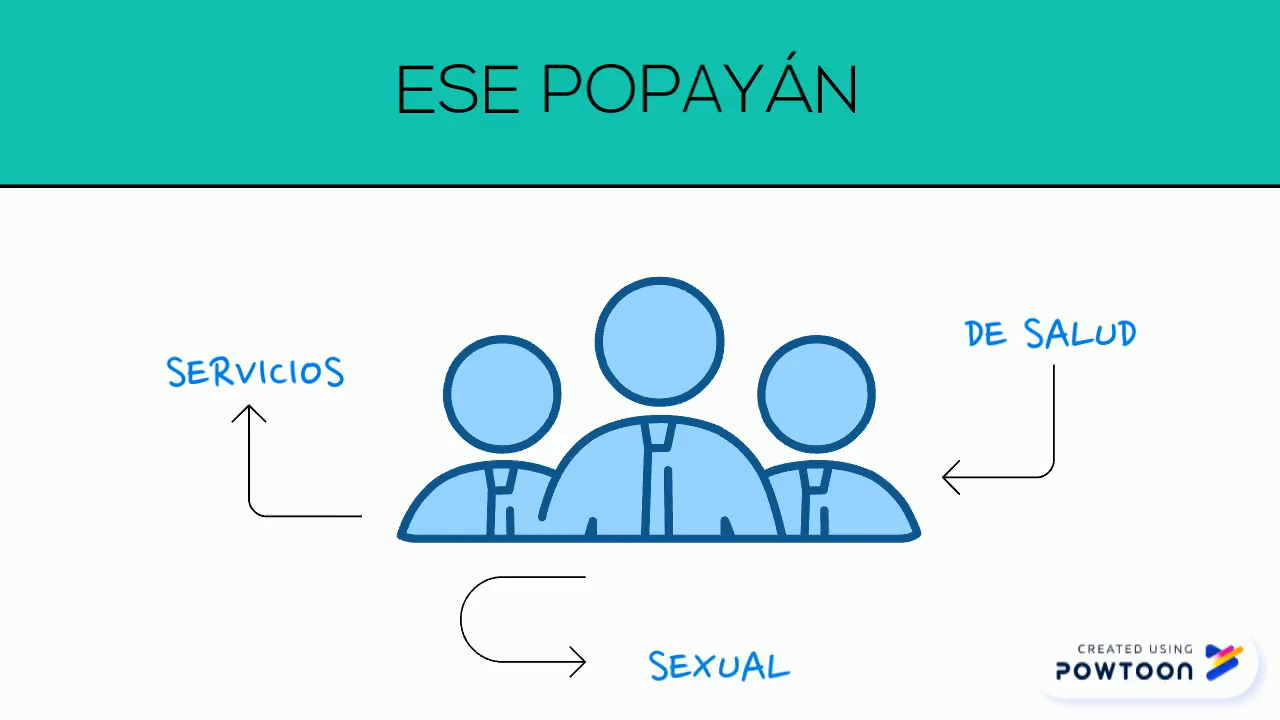 ESE POPAYÁN
SERVICIOS
DE SALUD
SEXUAL
CREATED USING
POWTOON